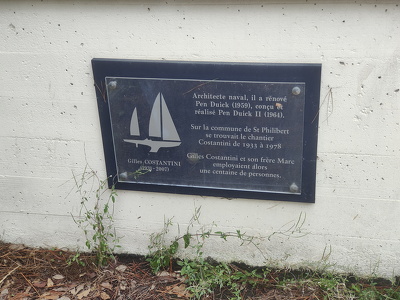 Architecte naval, il a rénové
Pen Duick (1959), conçu et
réalisé Pen Duick II (1964).
Sur la commune de St Philibert
se trouvait le chantier
Costantini de 1935 à 1978
Gilles COSTANTINI
2007)
Gilles Costantini et son frère Marc
employaient alors
une centaine de personnes.